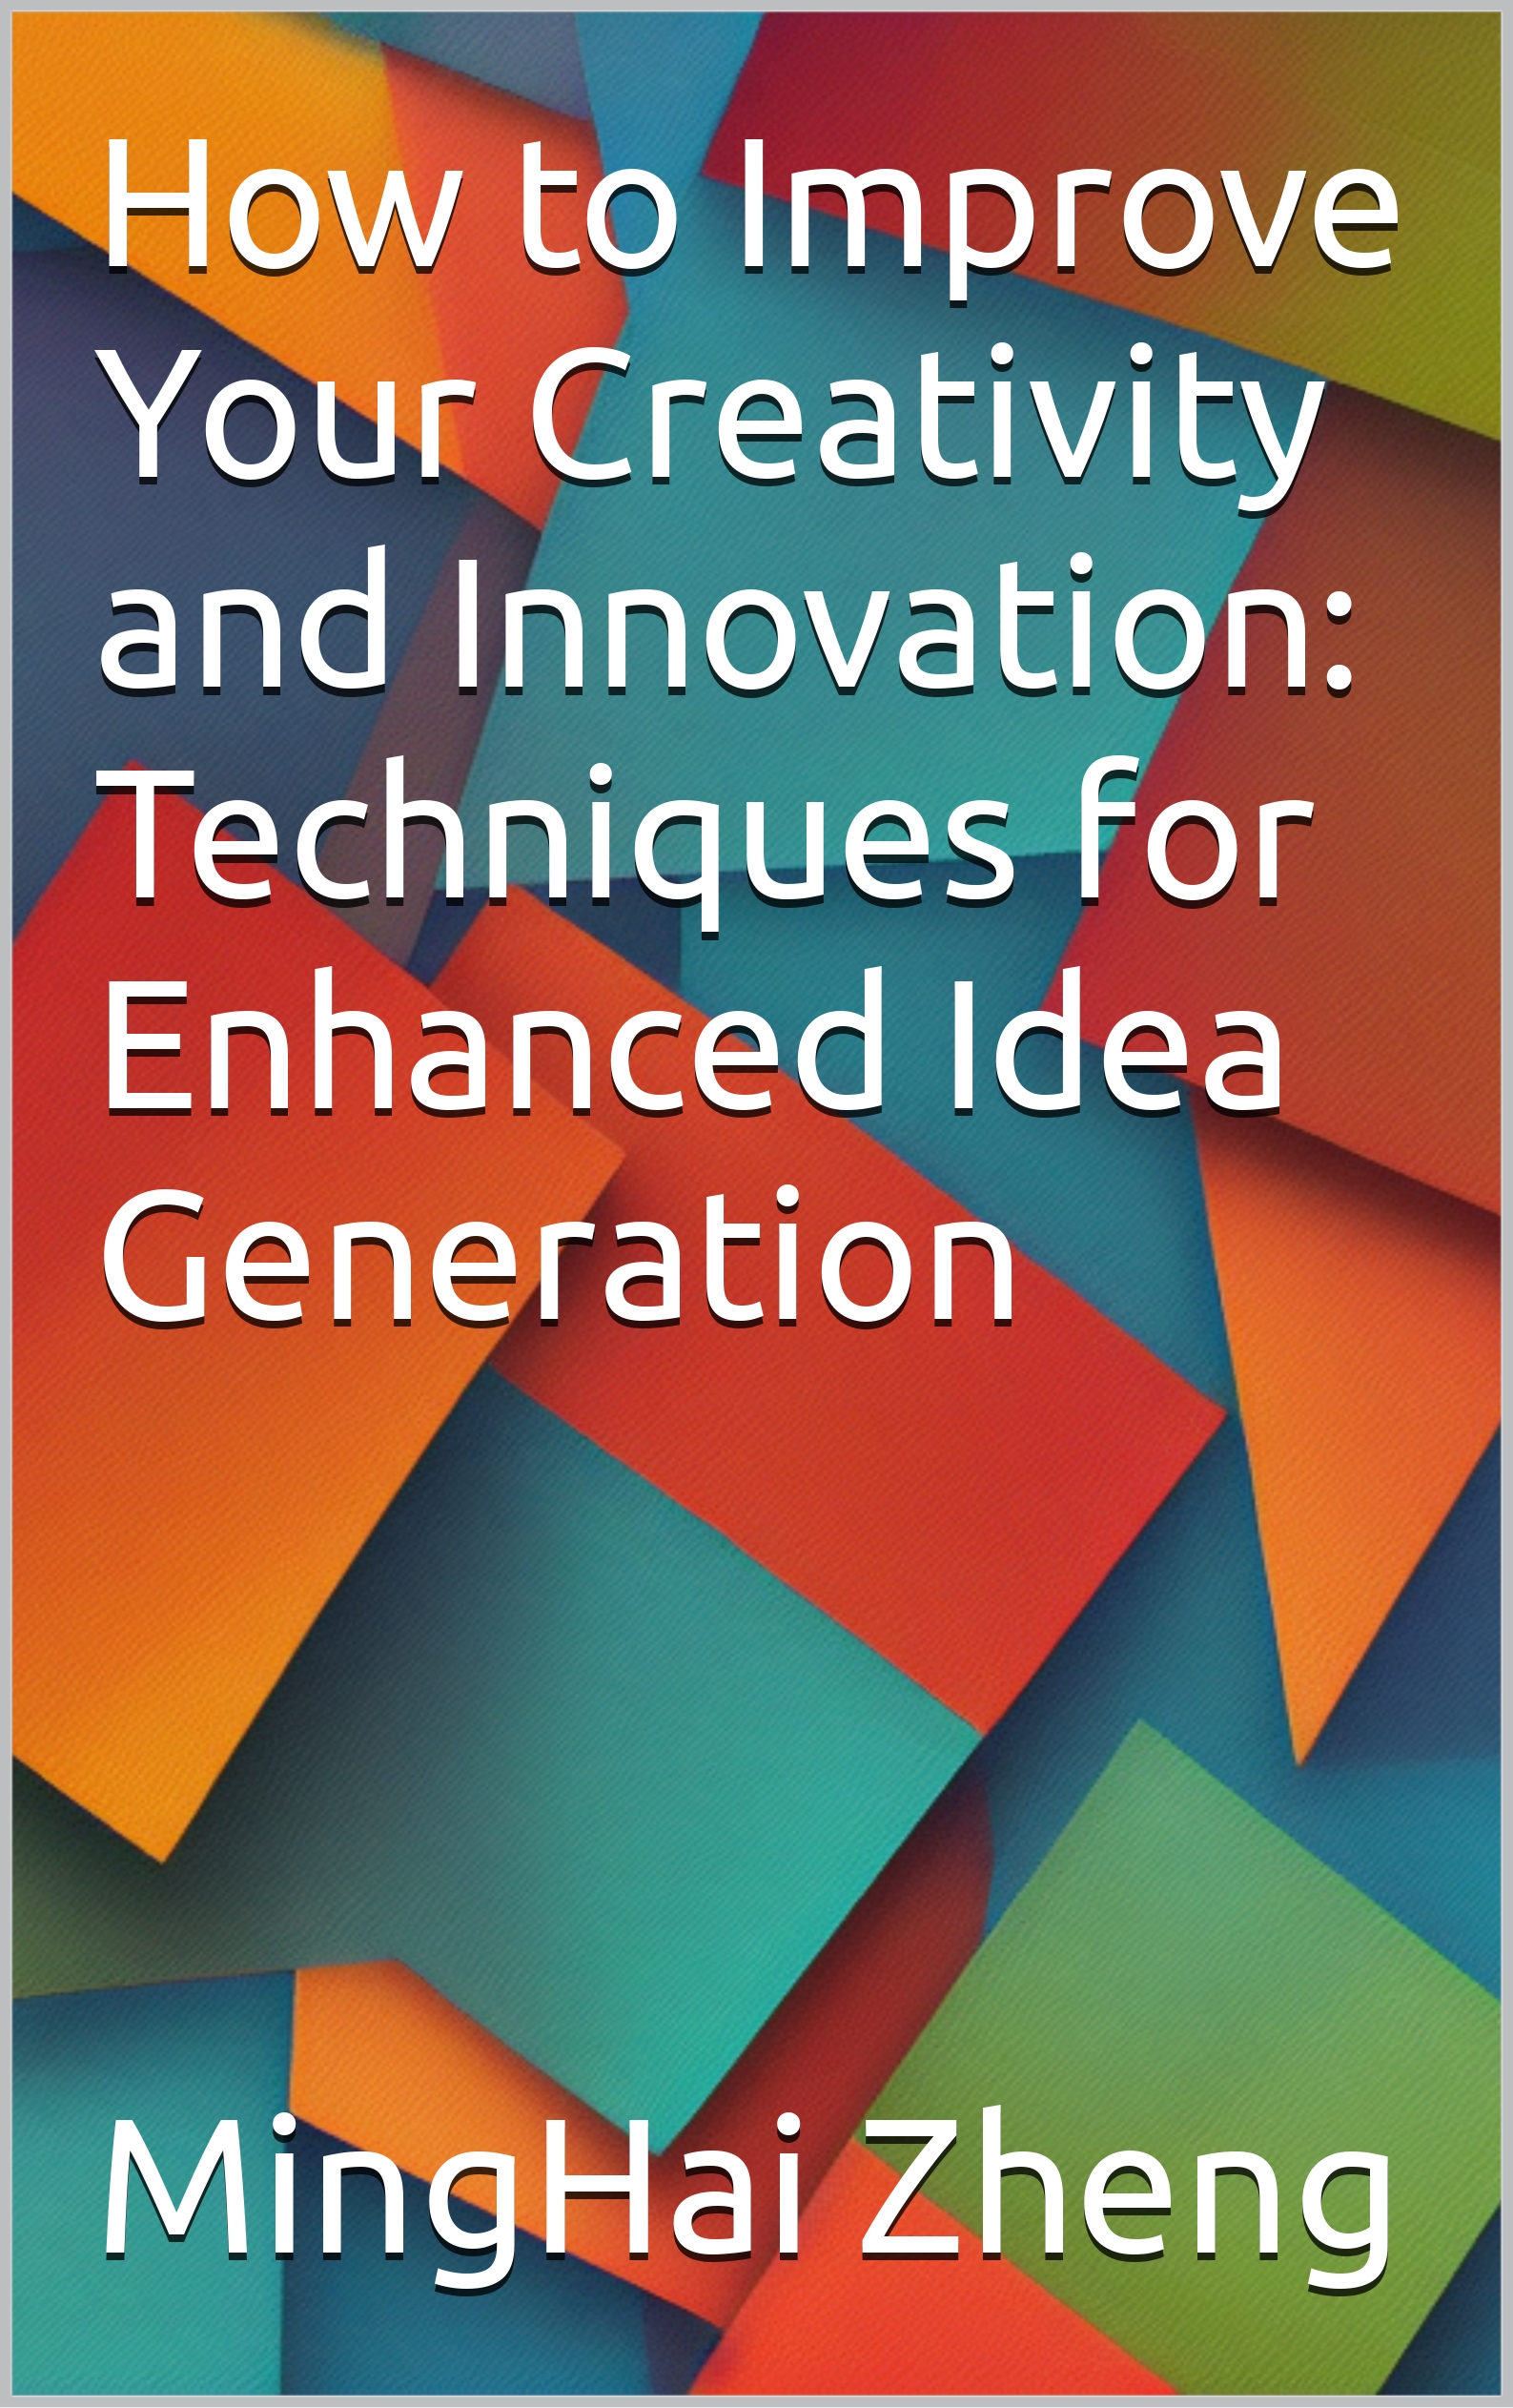 How to Improve
Your Creativity
and Innovation:
Techniques for
Enhanced Idea
Generation
MingHai Zheng